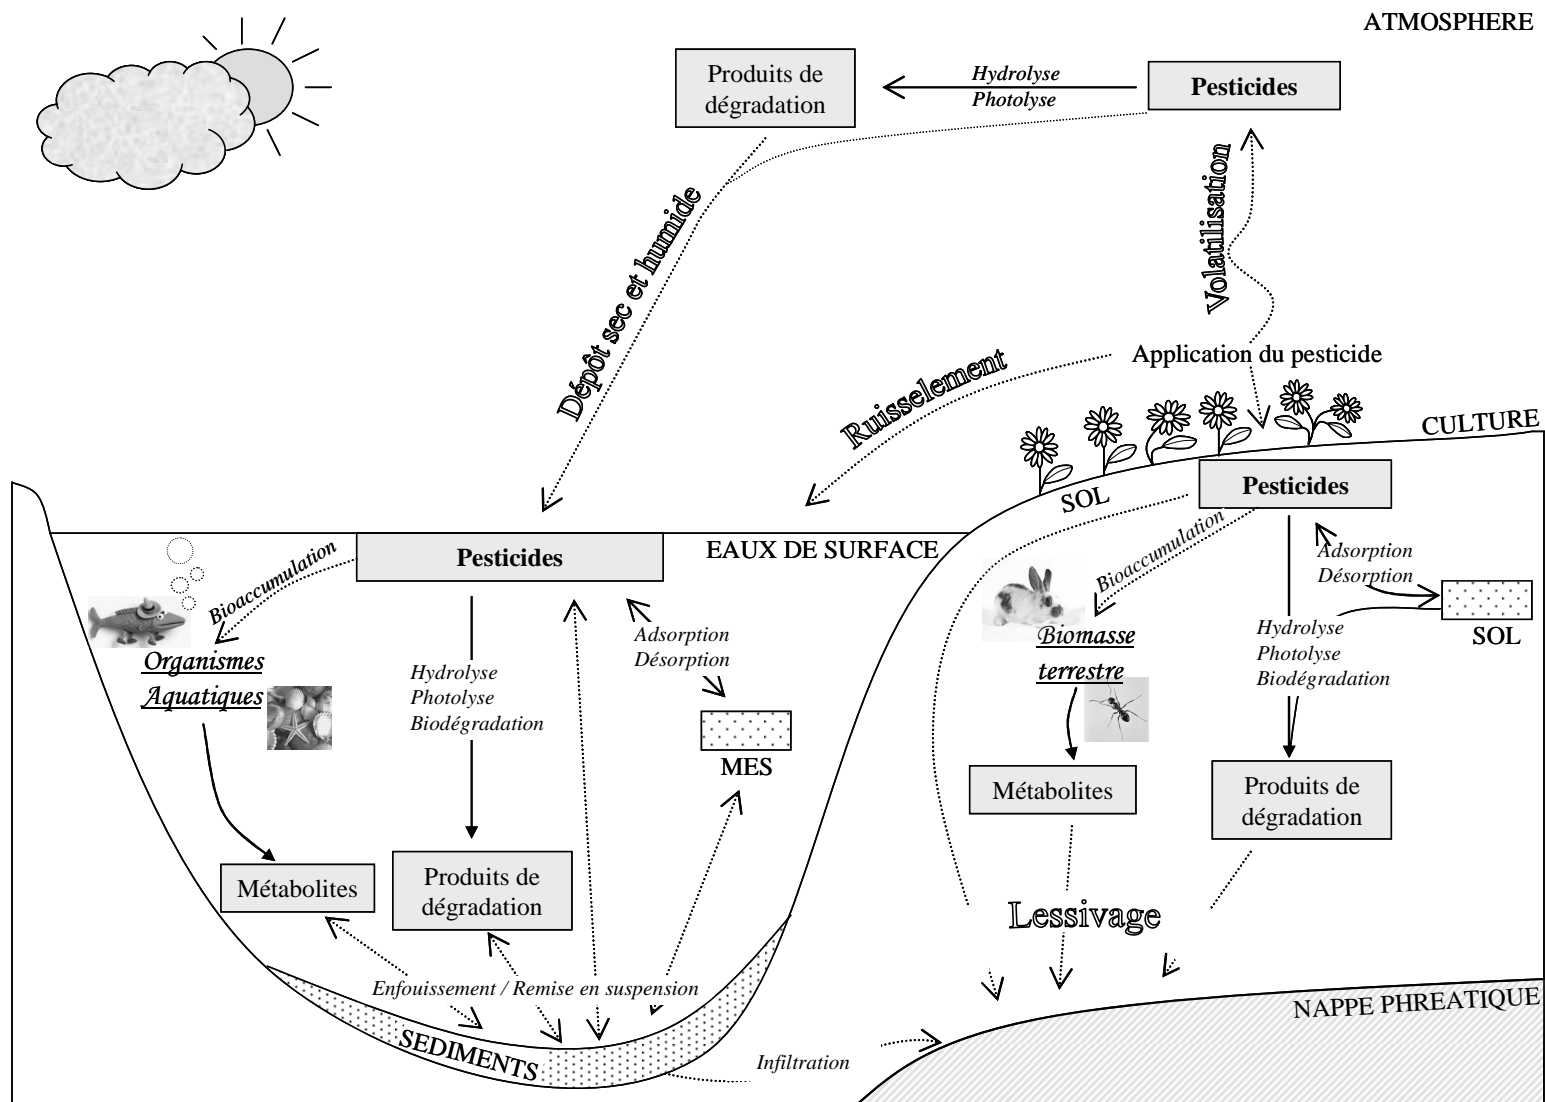 ATMOSPHERE
Produits de
dégradation
Hydrolyse
Photolyse
Pesticides
Volatilisation
Dépôt sec et humide
Ruisselement
Application du pesticide
CULTURE
SOL
Pesticides
EAUX DE SURFACE
Pesticides
Bioaccumulation
Bioaccumulation
Adsorption
Désorption
SOL
Adsorption
Désorption
Organismes
Aquatiques
Hydrolyse
Photolyse
Biodégradation
MES
Biomasse
terrestre
Hydrolyse
Photolyse
Biodégradation
Métabolites
Produits de
dégradation
Métabolites
Produits de
dégradation
Lessivage
Enfouissement / Remise en suspension
SEDIMENTS
Infiltration
NAPPE PHREATIQUE